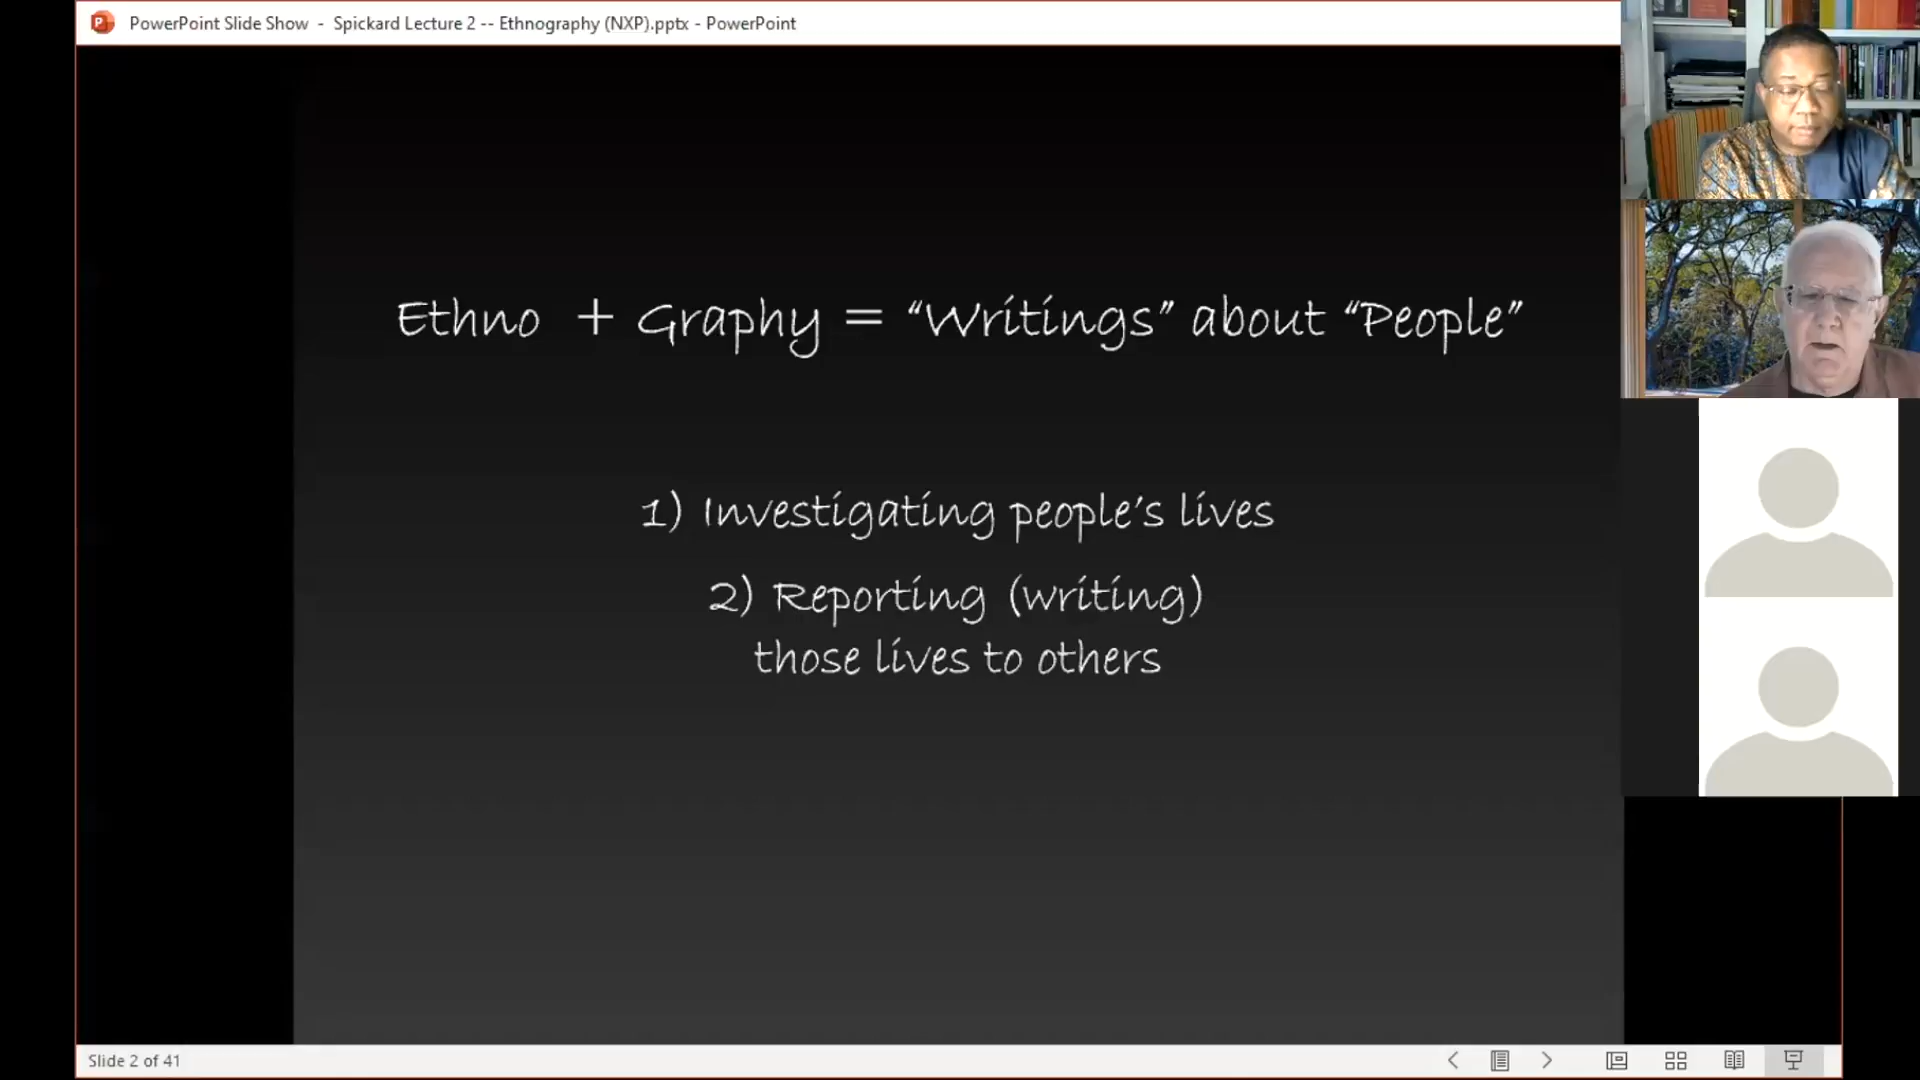 PowerPoint Slide Show - Spickard Lecture 2 -- Ethnography (NXP).pptx - PowerPoint
Ethno + Graphy = “Writings” about “People”
1) Investigating people’s lives
2) Reporting (writing)
those lives to others
Slide 2 of 41